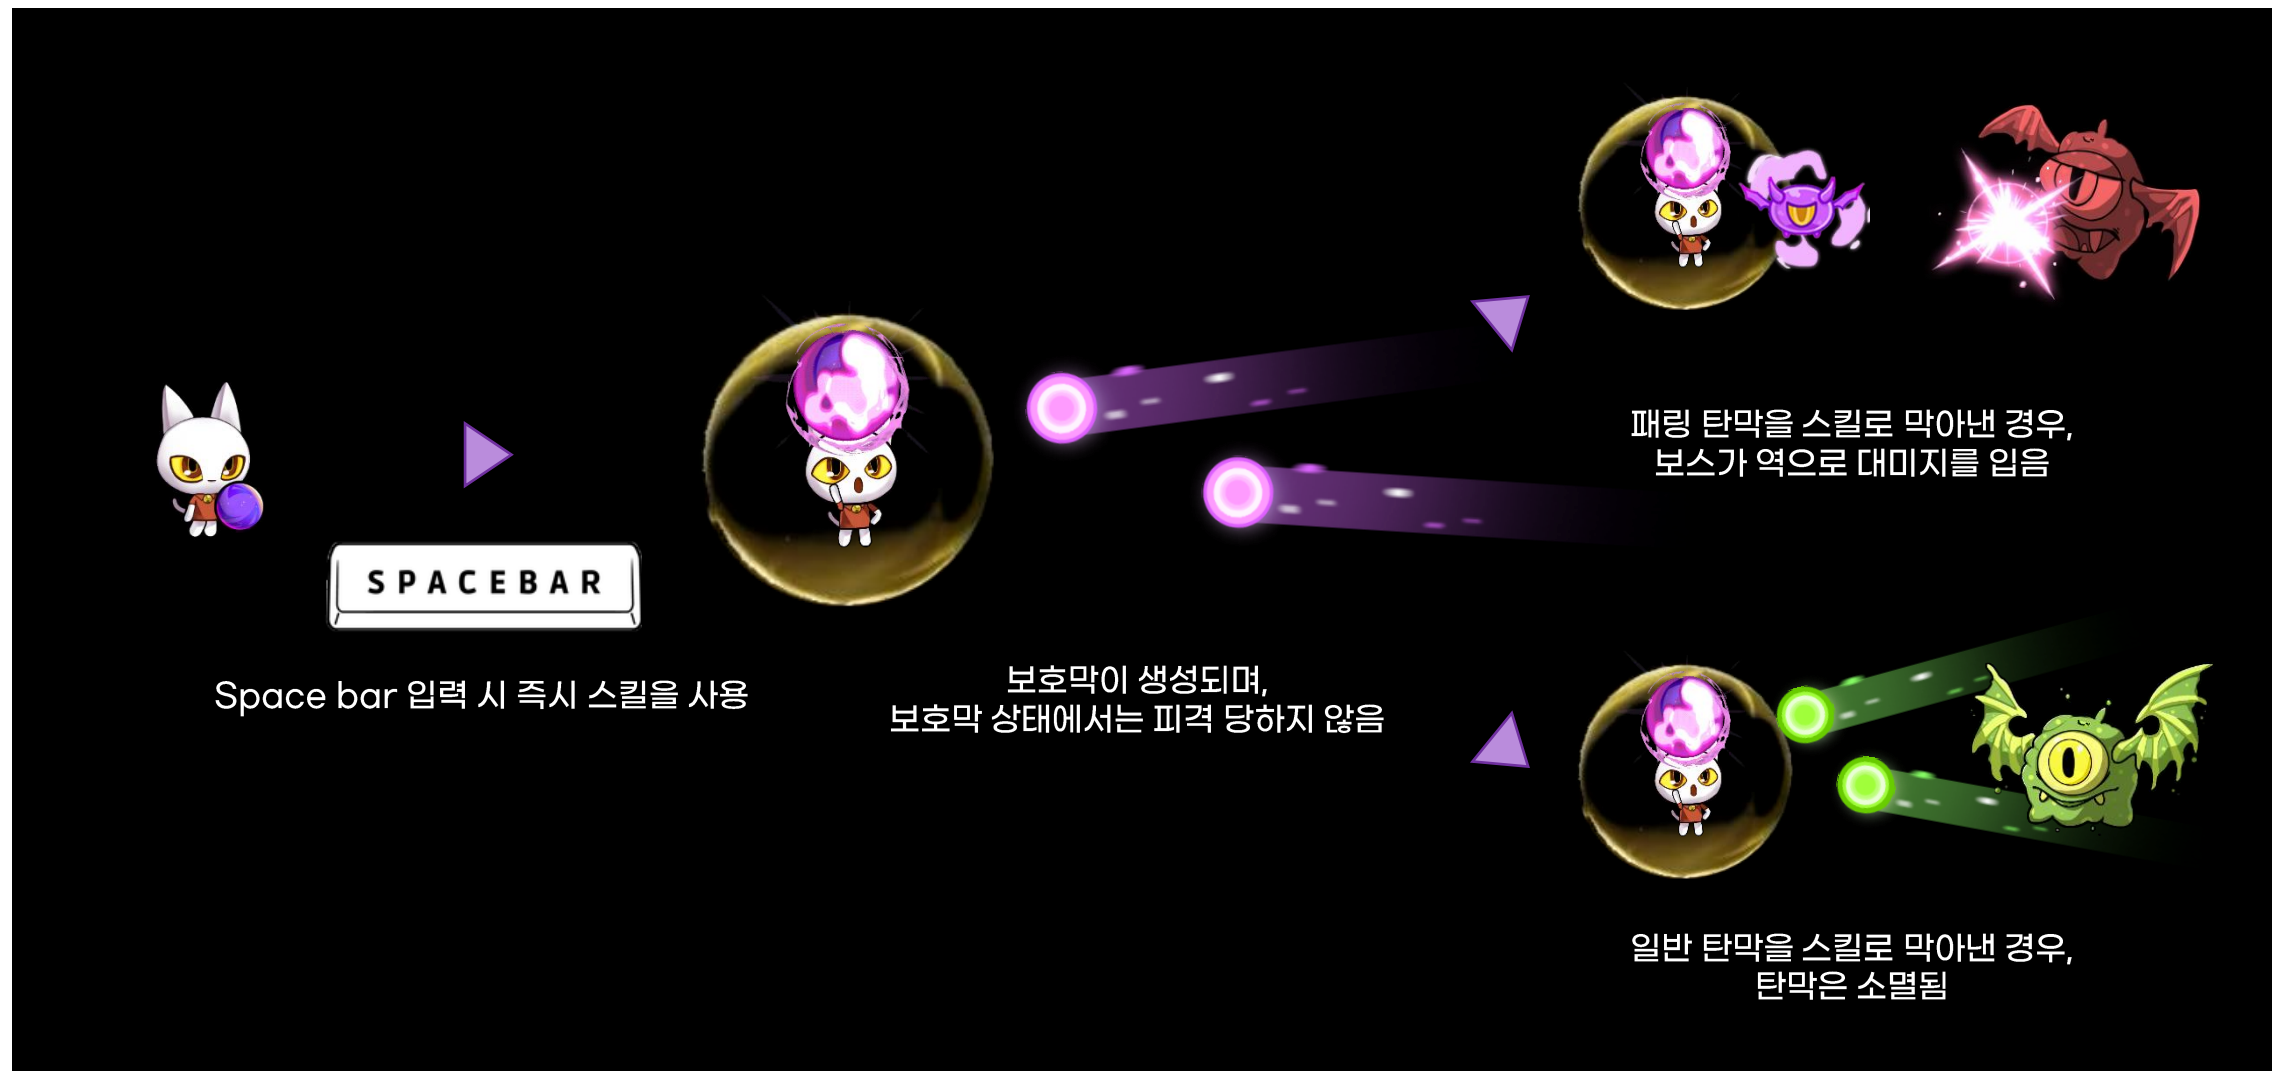 SPACEBAR
Space bar 입력 시 즉시 스킬을 사용
보호막이 생성되며,
보호막 상태에서는 피격 당하지 않음
패링 탄막을 스킬로 막아낸 경우,
보스가 역으로 대미지를 입음
일반 탄막을 스킬로 막아낸 경우,
탄막은 소멸됨